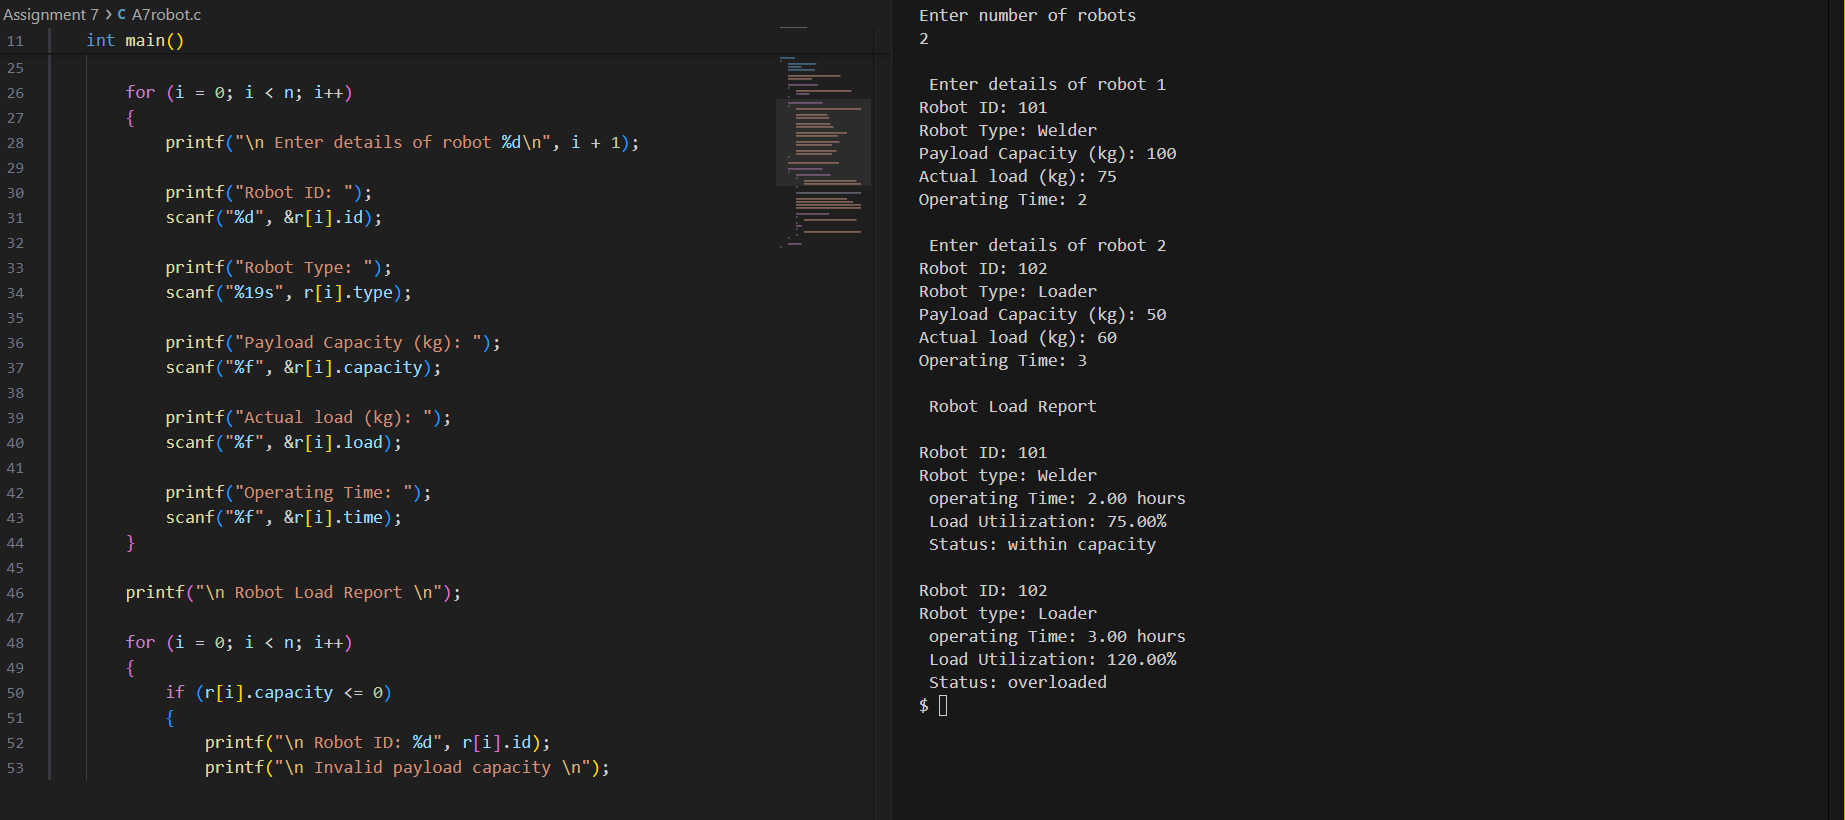 Assignment 7 > C A7robot.c
11 int main()
25
26 for (i = 0; i < n; i++)
27 {
28 printf("\n Enter details of robot %d\n", i + 1);
29
30 printf("Robot ID: ");
31 scanf("%d", &r[i].id);
32
33 printf("Robot Type: ");
34 scanf("%19s", r[i].type);
35
36 printf("Payload Capacity (kg): ");
37 scanf("%f", &r[i].capacity);
38
39 printf("Actual load (kg): ");
40 scanf("%f", &r[i].load);
41
42 printf("Operating Time: ");
43 scanf("%f", &r[i].time);
44 }
45
46 printf("\n Robot Load Report \n");
47
48 for (i = 0; i < n; i++)
49 {
50 if (r[i].capacity <= 0)
51 {
52 printf("\n Robot ID: %d", r[i].id);
53 printf("\n Invalid payload capacity \n");
Enter number of robots
2
Enter details of robot 1
Robot ID: 101
Robot Type: Welder
Payload Capacity (kg): 100
Actual load (kg): 75
Operating Time: 2
Enter details of robot 2
Robot ID: 102
Robot Type: Loader
Payload Capacity (kg): 50
Actual load (kg): 60
Operating Time: 3
Robot Load Report
Robot ID: 101
Robot type: Welder
operating Time: 2.00 hours
Load Utilization: 75.00%
Status: within capacity
Robot ID: 102
Robot type: Loader
operating Time: 3.00 hours
Load Utilization: 120.00%
Status: overloaded
$